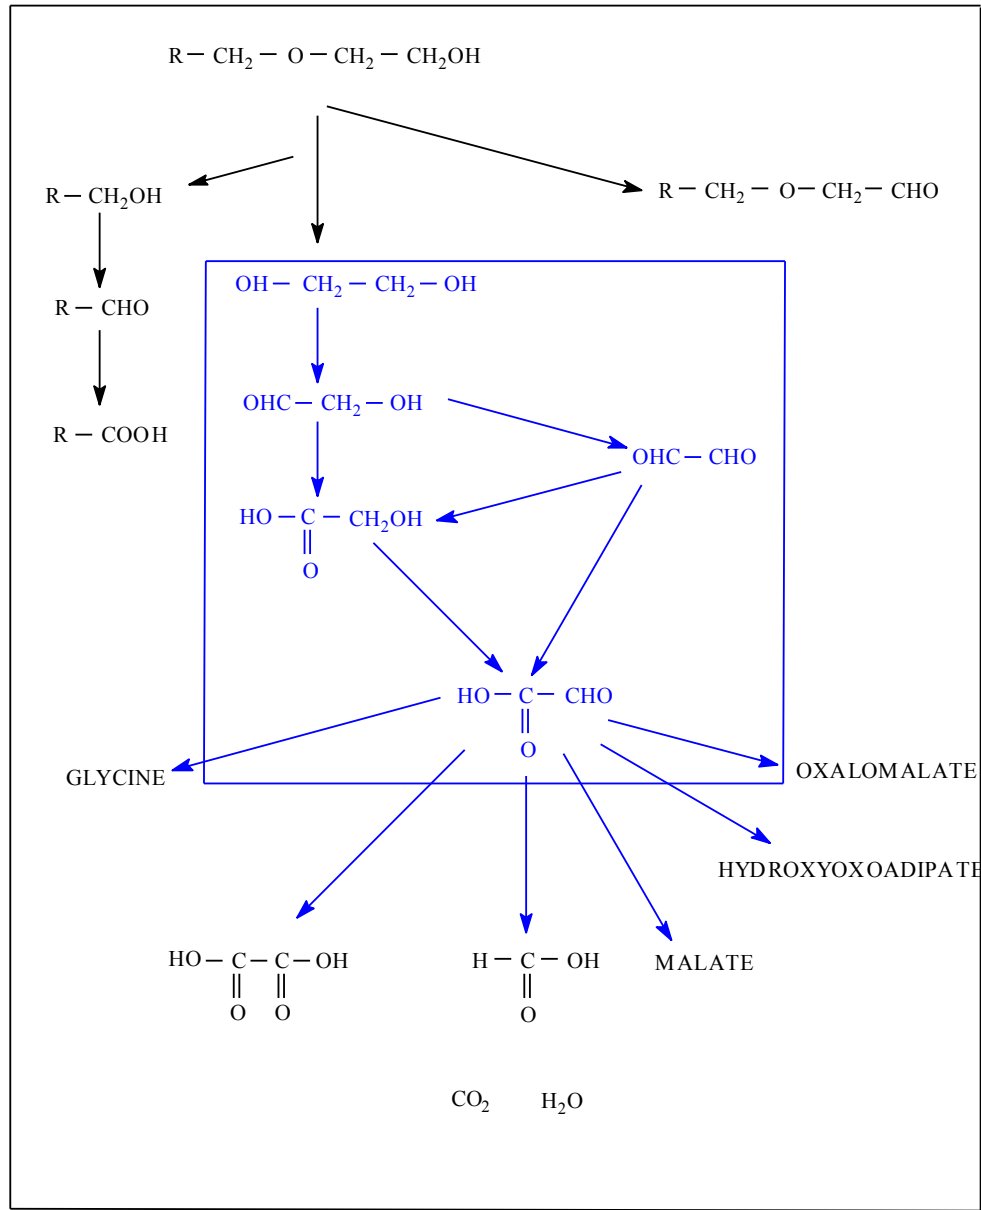 R — CH₂ — O — CH₂ — CH₂OH
R — CH₂OH
R — CH₂ — O — CH₂ — CHO
OH — CH₂ — CH₂ — OH
R — CHO
OHC — CH₂ — OH
R — COOH
OHC — CHO
HO — C — CH₂OH
O
HO — C — CHO
O
GLYCINE
OXALOMALATE
HYDROXYOXOADIPATE
HO — C — C — OH
O O
H — C — OH
O
MALATE
CO₂ H₂O